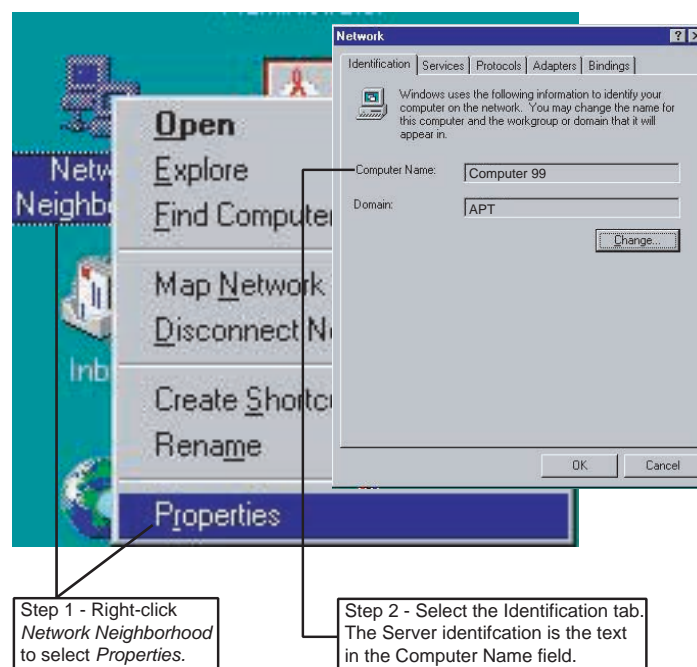 Network
Identification Services Protocols Adapters Bindings
Windows uses the following information to identify your
computer on the network. You may change the name for
this computer and the workgroup or domain that it will
appear in.
Computer Name: Computer 99
Domain: APT
Change...
OK Cancel
Netw
Neighb
Inb
Open
Explore
Find Computer
Map Network
Disconnect N
Create Shortc
Rename
Properties
Step 1 - Right-click
Network Neighborhood
to select Properties.
Step 2 - Select the Identification tab.
The Server identifcation is the text
in the Computer Name field.